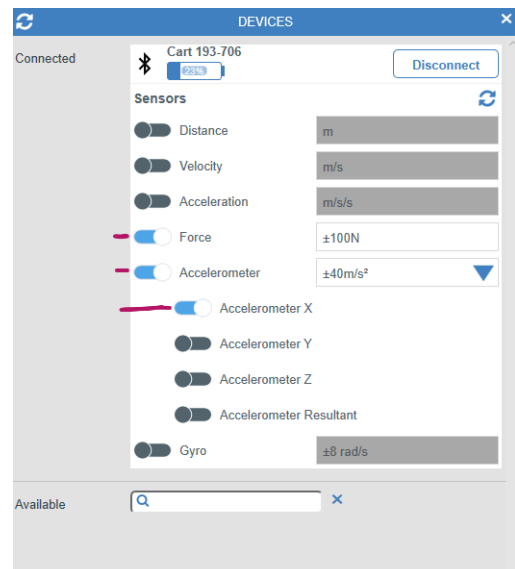 DEVICES
Connected
Cart 193-706
23%
Disconnect
Sensors
Distance
m
Velocity
m/s
Acceleration
m/s/s
Force
±100N
Accelerometer
±40m/s²
Accelerometer X
Accelerometer Y
Accelerometer Z
Accelerometer Resultant
Gyro
±8 rad/s
Available